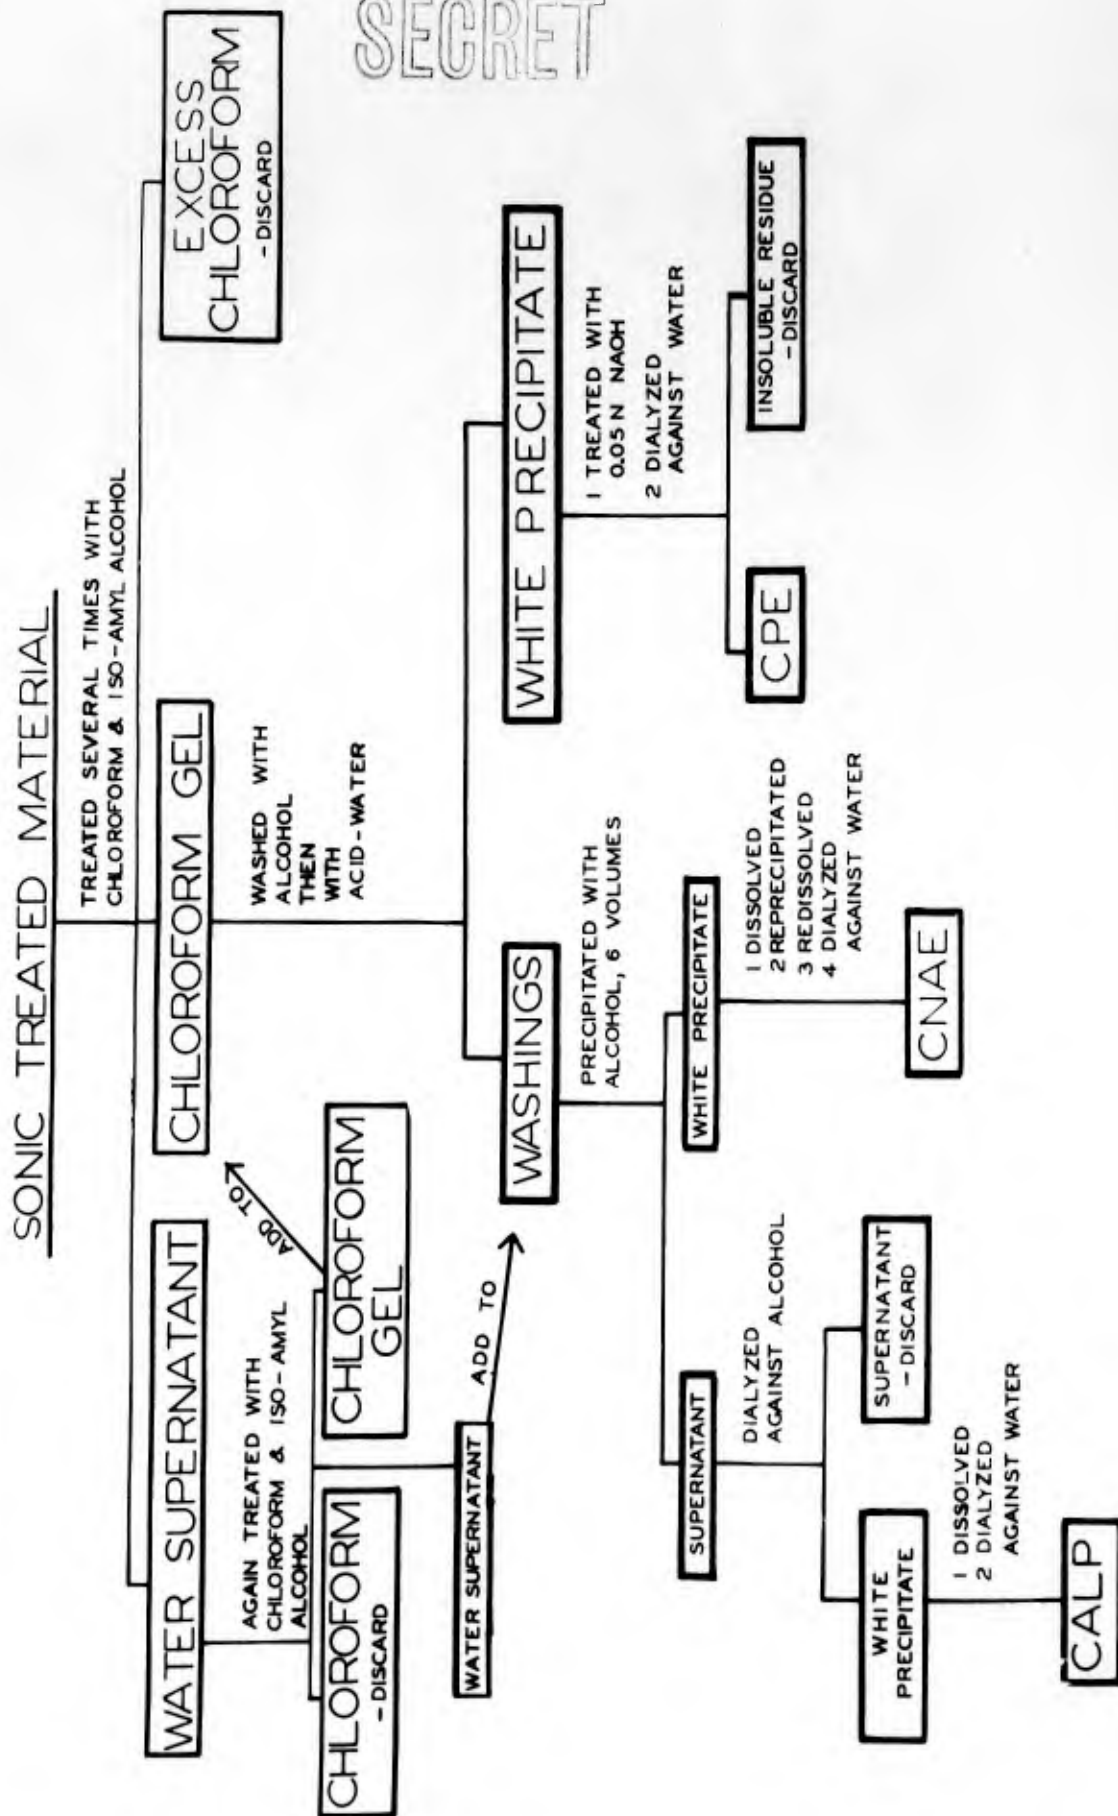 SECRET
SONIC TREATED MATERIAL
TREATED SEVERAL TIMES WITH
CHLOROFORM & ISO-AMYL ALCOHOL
WATER SUPERNATANT
CHLOROFORM GEL
EXCESS
CHLOROFORM
- DISCARD
AGAIN TREATED WITH
CHLOROFORM & ISO-AMYL
ALCOHOL
ADD TO
WASHED WITH
ALCOHOL
THEN
WITH
ACID-WATER
CHLOROFORM
- DISCARD
CHLOROFORM
GEL
WATER SUPERNATANT
ADD TO
WASHINGS
WHITE PRECIPITATE
PRECIPITATED WITH
ALCOHOL, 6 VOLUMES
1 TREATED WITH
0.05 N NAOH
2 DIALYZED
AGAINST WATER
SUPERNATANT
WHITE PRECIPITATE
CPE
INSOLUBLE RESIDUE
- DISCARD
DIALYZED
AGAINST ALCOHOL
1 DISSOLVED
2 REPRECIPITATED
3 REDISSOLVED
4 DIALYZED
AGAINST WATER
WHITE
PRECIPITATE
SUPERNATANT
- DISCARD
CNAE
1 DISSOLVED
2 DIALYZED
AGAINST WATER
CALP